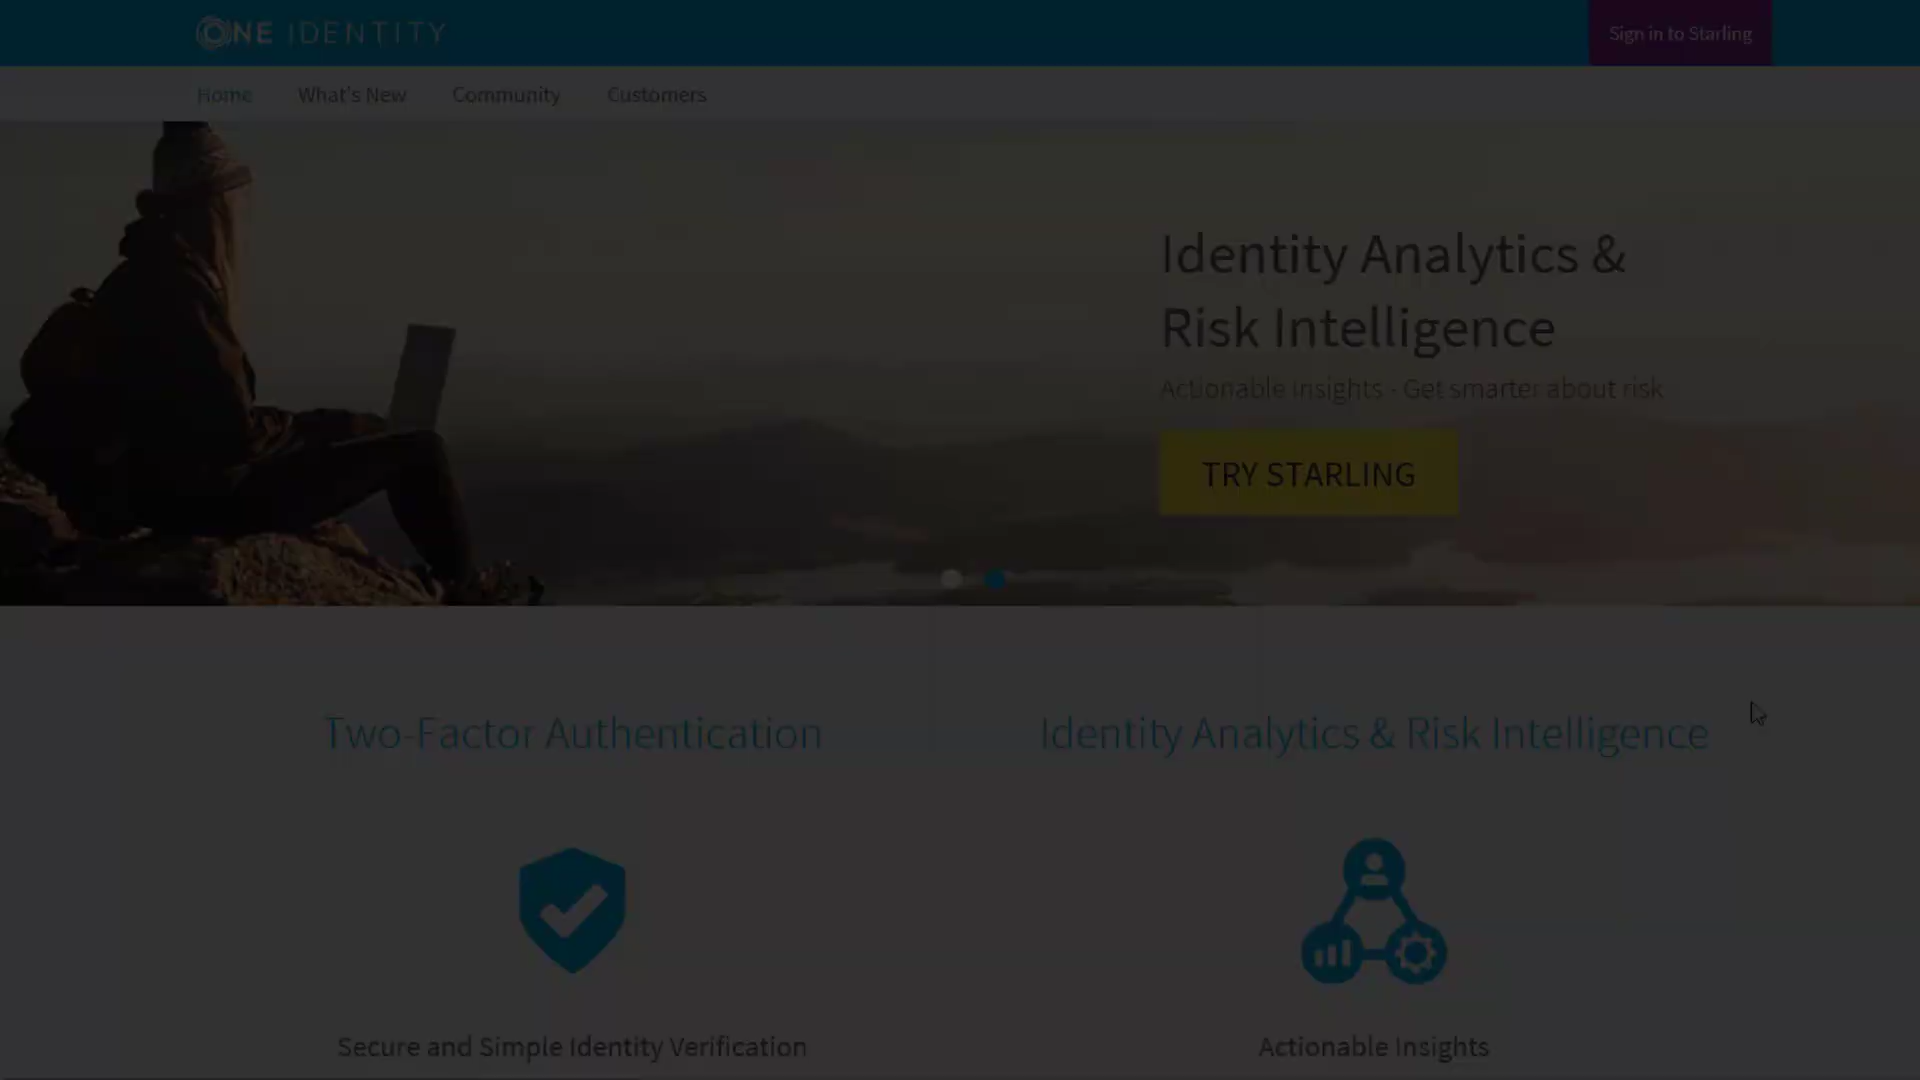 ONE IDENTITY
Sign in to Starling
Home What's New Community Customers
Identity Analytics &
Risk Intelligence
Actionable Insights - Get smarter about risk
TRY STARLING
Two-Factor Authentication
Secure and Simple Identity Verification
Identity Analytics & Risk Intelligence
Actionable Insights